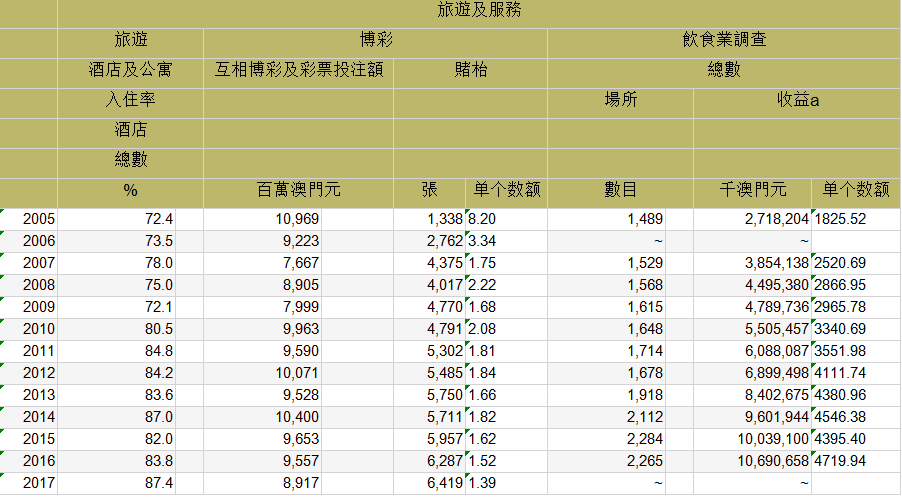 旅遊及服務
旅遊 博彩 飲食業調查
酒店及公寓 互相博彩及彩票投注額 賭枱 總數
入住率 場所 收益a
酒店
總數
% 百萬澳門元 張 单个数额 數目 千澳門元 单个数额
2005 72.4 10,969 1,338 8.20 1,489 2,718,204 1825.52
2006 73.5 9,223 2,762 3.34 ~ ~
2007 78.0 7,667 4,375 1.75 1,529 3,854,138 2520.69
2008 75.0 8,905 4,017 2.22 1,568 4,495,380 2866.95
2009 72.1 7,999 4,770 1.68 1,615 4,789,736 2965.78
2010 80.5 9,963 4,791 2.08 1,648 5,505,457 3340.69
2011 84.8 9,590 5,302 1.81 1,714 6,088,087 3551.98
2012 84.2 10,071 5,485 1.84 1,678 6,899,498 4111.74
2013 83.6 9,528 5,750 1.66 1,918 8,402,675 4380.96
2014 87.0 10,400 5,711 1.82 2,112 9,601,944 4546.38
2015 82.0 9,653 5,957 1.62 2,284 10,039,100 4395.40
2016 83.8 9,557 6,287 1.52 2,265 10,690,658 4719.94
2017 87.4 8,917 6,419 1.39 ~ ~